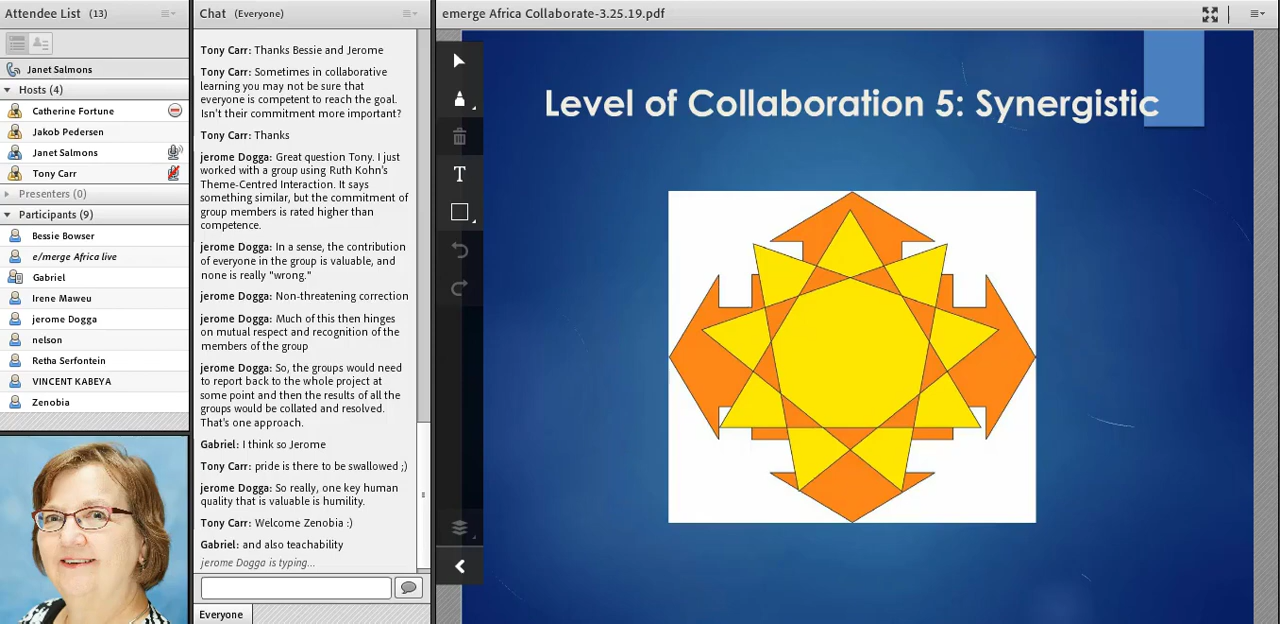 Attendee List (13)
Janet Salmons
Hosts (4)
Catherine Fortune
Jakob Pedersen
Janet Salmons
Tony Carr
Presenters (0)
Participants (9)
Bessie Bowser
e/merge Africa live
Gabriel
Irene Maweu
jerome Dogga
nelson
Retha Serfontein
VINCENT KABEYA
Zenobia
Chat (Everyone)
Tony Carr: Thanks Bessie and Jerome
Tony Carr: Sometimes in collaborative
learning you may not be sure that
everyone is competent to reach the goal.
Isn't their commitment more important?
Tony Carr: Thanks
jerome Dogga: Great question Tony. I just
worked with a group using Ruth Kohn's
Theme-Centred Interaction. It says
something similar, but the commitment of
group members is rated higher than
competence.
jerome Dogga: In a sense, the contribution
of everyone in the group is valuable, and
none is really "wrong."
jerome Dogga: Non-threatening correction
jerome Dogga: Much of this then hinges
on mutual respect and recognition of the
members of the group
jerome Dogga: So, the groups would need
to report back to the whole project at
some point and then the results of all the
groups would be collated and resolved.
That's one approach.
Gabriel: I think so Jerome
Tony Carr: pride is there to be swallowed ;)
jerome Dogga: So really, one key human
quality that is valuable is humility.
Tony Carr: Welcome Zenobia :)
Gabriel: and also teachability
jerome Dogga is typing...
Everyone
emerge Africa Collaborate-3.25.19.pdf
T
Level of Collaboration 5: Synergistic